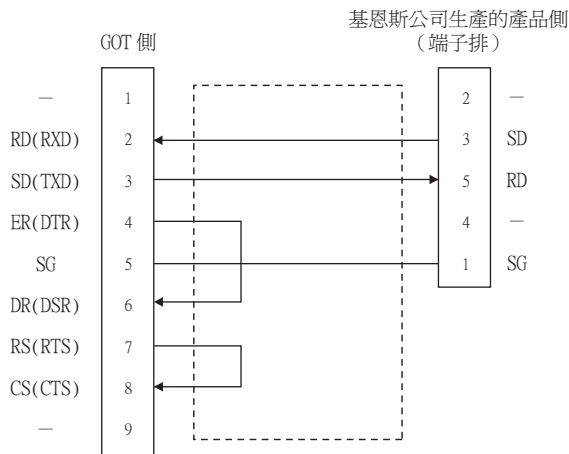 基恩斯公司生產的產品側
GOT 側
（端子排）
— 1 2 —
RD(RXD) 2 3 SD
SD(TXD) 3 5 RD
ER(DTR) 4 4 —
SG 5 1 SG
DR(DSR) 6
RS(RTS) 7
CS(CTS) 8
— 9